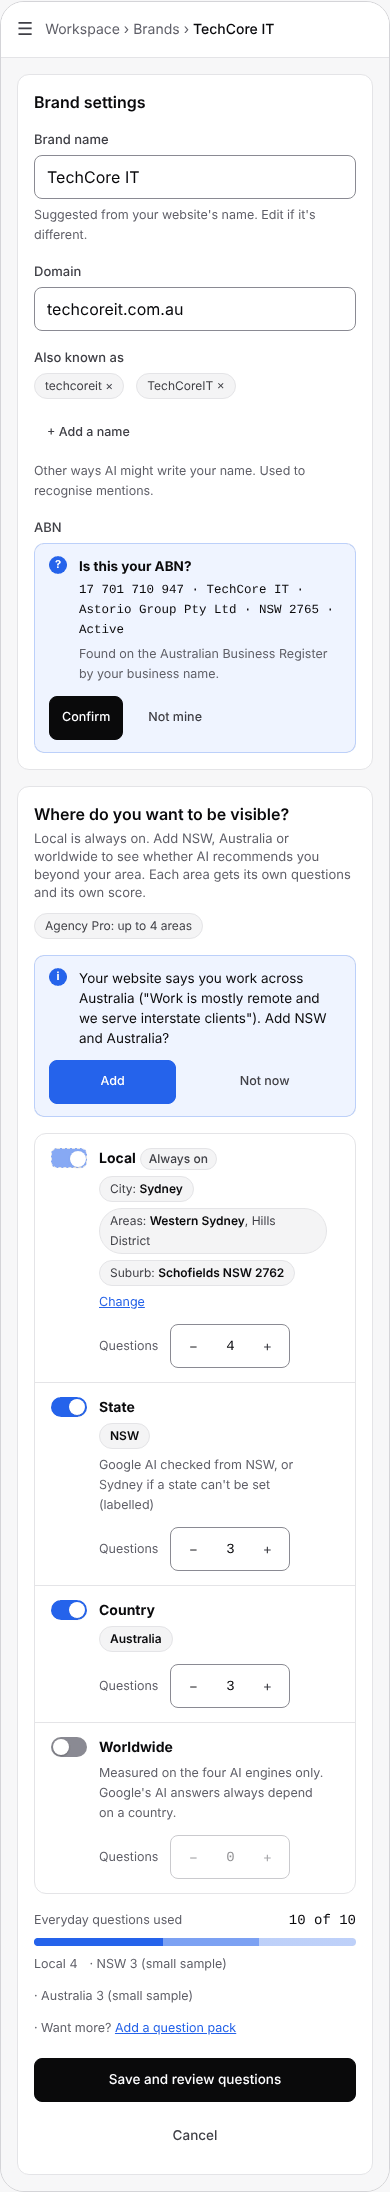 ☰ Workspace › Brands › TechCore IT
Brand settings
Brand name
TechCore IT
Suggested from your website's name. Edit if it's
different.
Domain
techcoreit.com.au
Also known as
techcoreit × TechCoreIT ×
+ Add a name
Other ways AI might write your name. Used to
recognise mentions.
ABN
? Is this your ABN?
17 701 710 947 · TechCore IT ·
Astorio Group Pty Ltd · NSW 2765 ·
Active
Found on the Australian Business Register
by your business name.
Confirm Not mine
Where do you want to be visible?
Local is always on. Add NSW, Australia or
worldwide to see whether AI recommends you
beyond your area. Each area gets its own questions
and its own score.
Agency Pro: up to 4 areas
i Your website says you work across
Australia ("Work is mostly remote and
we serve interstate clients"). Add NSW
and Australia?
Add Not now
Local Always on
City: Sydney
Areas: Western Sydney, Hills
District
Suburb: Schofields NSW 2762
Change
Questions − 4 +
State
NSW
Google AI checked from NSW, or
Sydney if a state can't be set
(labelled)
Questions − 3 +
Country
Australia
Questions − 3 +
Worldwide
Measured on the four AI engines only.
Google's AI answers always depend
on a country.
Questions − 0 +
Everyday questions used 10 of 10
Local 4 · NSW 3 (small sample)
· Australia 3 (small sample)
· Want more? Add a question pack
Save and review questions
Cancel